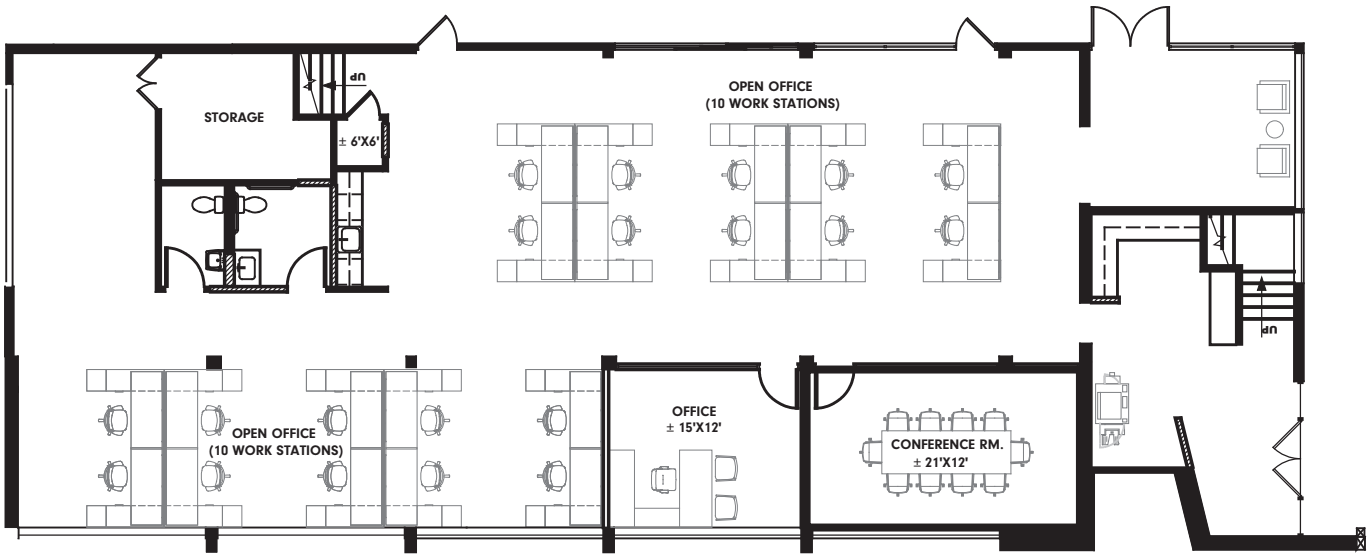 OPEN OFFICE
(10 WORK STATIONS)
UP
STORAGE
± 6'X6'
UP
OFFICE
± 15'X12'
OPEN OFFICE
(10 WORK STATIONS)
CONFERENCE RM.
± 21'X12'